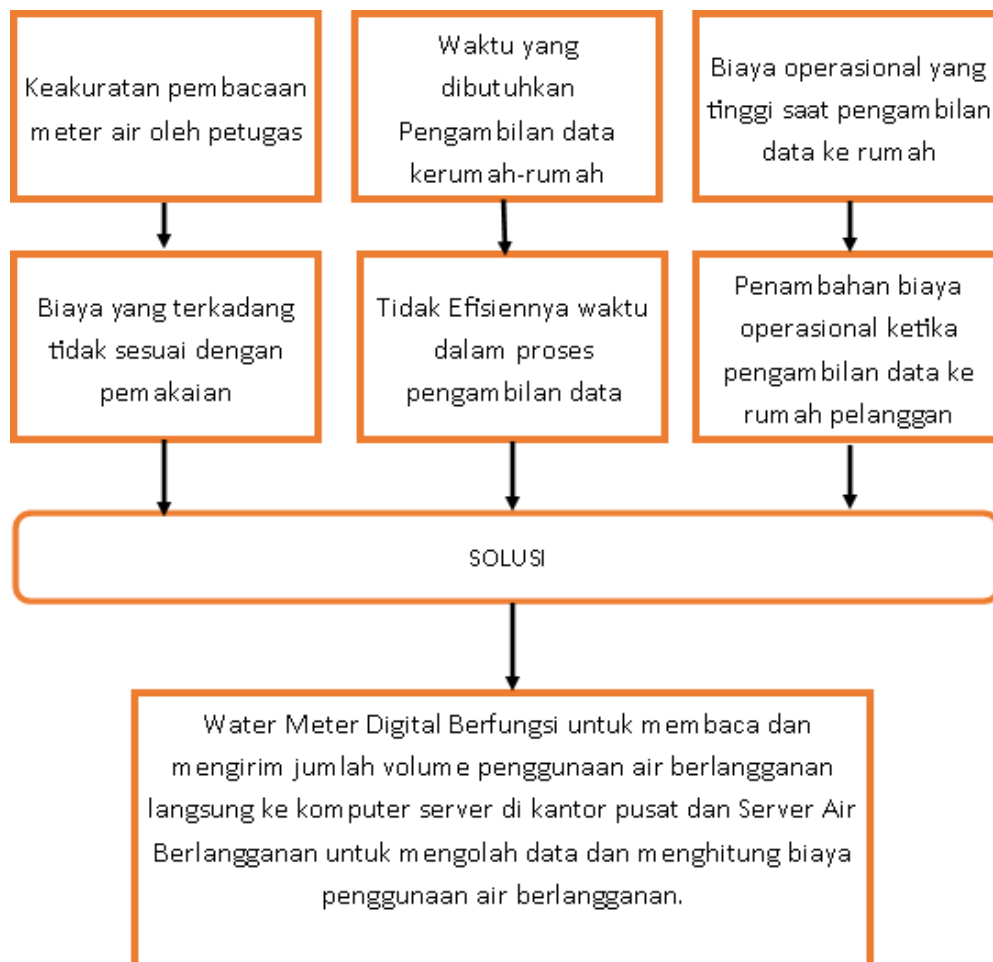 Keakuratan pembacaan
meter air oleh petugas
Waktu yang
dibutuhkan
Pengambilan data
kerumah-rumah
Biaya operasional yang
tinggi saat pengambilan
data ke rumah
Biaya yang terkadang
tidak sesuai dengan
pemakaian
Tidak Efisiennya waktu
dalam proses
pengambilan data
Penambahan biaya
operasional ketika
pengambilan data ke
rumah pelanggan
SOLUSI
Water Meter Digital Berfungsi untuk membaca dan
mengirim jumlah volume penggunaan air berlangganan
langsung ke komputer server di kantor pusat dan Server Air
Berlangganan untuk mengolah data dan menghitung biaya
penggunaan air berlangganan.